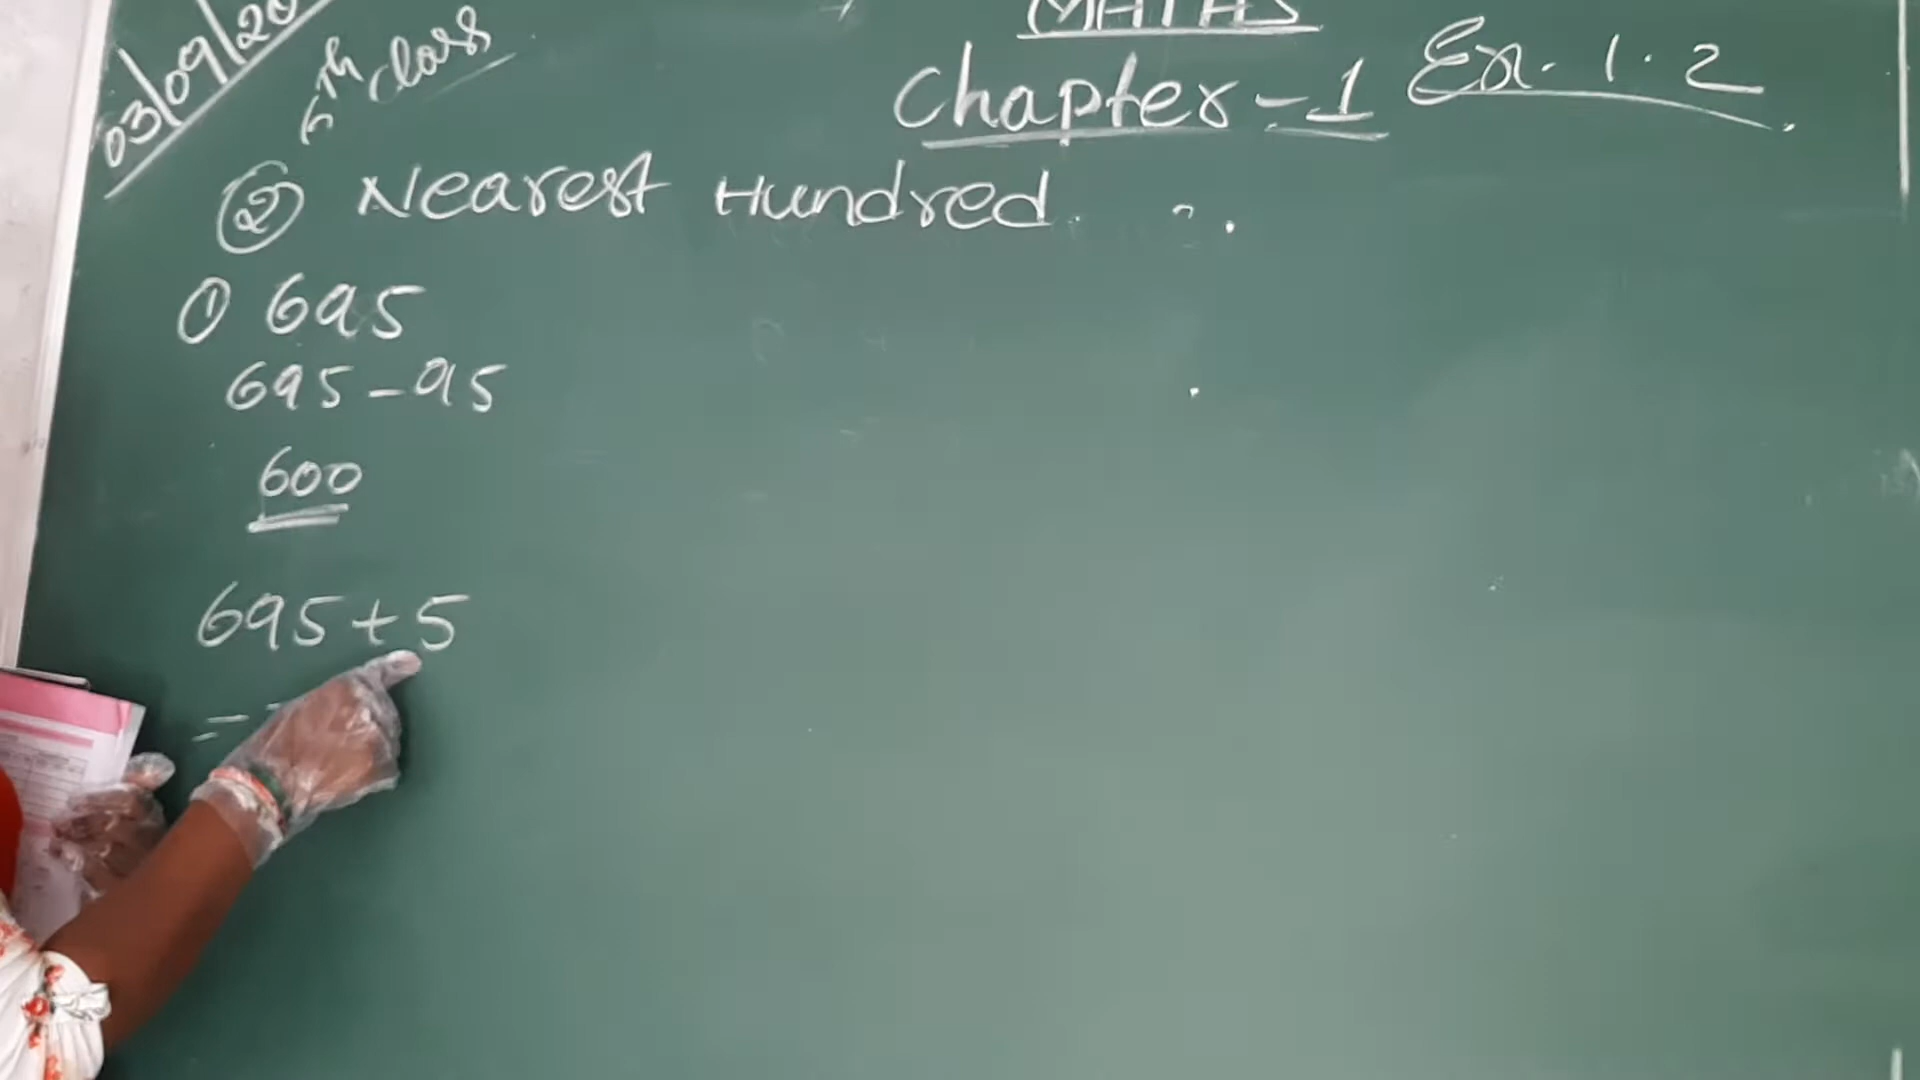 03/09/20
6th class
MATHS
Chapter-1 Ex. 1.2
② Nearest Hundred.
① 695
695-95
600
695+5
=